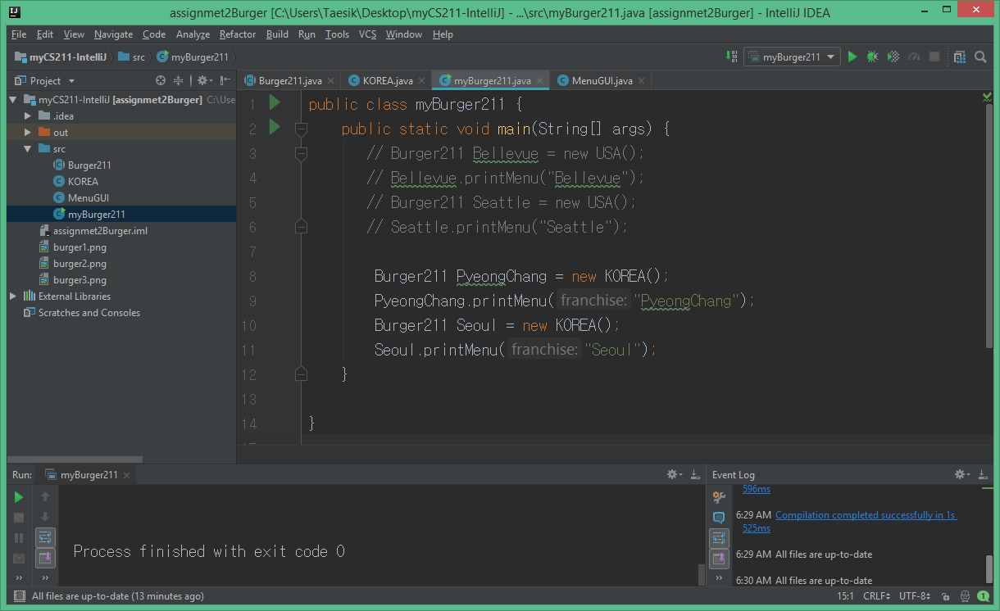 assignmet2Burger [C:\Users\Taesik\Desktop\myCS211-IntelliJ] - ...\src\myBurger211.java [assignmet2Burger] - IntelliJ IDEA
File Edit View Navigate Code Analyze Refactor Build Run Tools VCS Window Help
myCS211-IntelliJ src myBurger211 myBurger211
Project Burger211.java KOREA.java myBurger211.java MenuGUI.java
myCS211-IntelliJ [assignmet2Burger] C:\Use
.idea
out
src
Burger211
KOREA
MenuGUI
myBurger211
assignmet2Burger.iml
burger1.png
burger2.png
burger3.png
External Libraries
Scratches and Consoles
1 public class myBurger211 {
2 public static void main(String[] args) {
3 // Burger211 Bellevue = new USA();
4 // Bellevue.printMenu("Bellevue");
5 // Burger211 Seattle = new USA();
6 // Seattle.printMenu("Seattle");
7
8 Burger211 PyeongChang = new KOREA();
9 PyeongChang.printMenu( franchise: "PyeongChang");
10 Burger211 Seoul = new KOREA();
11 Seoul.printMenu( franchise: "Seoul");
12 }
13
14 }
Run: myBurger211
Process finished with exit code 0
Event Log
596ms
6:29 AM Compilation completed successfully in 1s
525ms
6:29 AM All files are up-to-date
6:30 AM All files are up-to-date
All files are up-to-date (13 minutes ago) 15:1 CRLF UTF-8 1